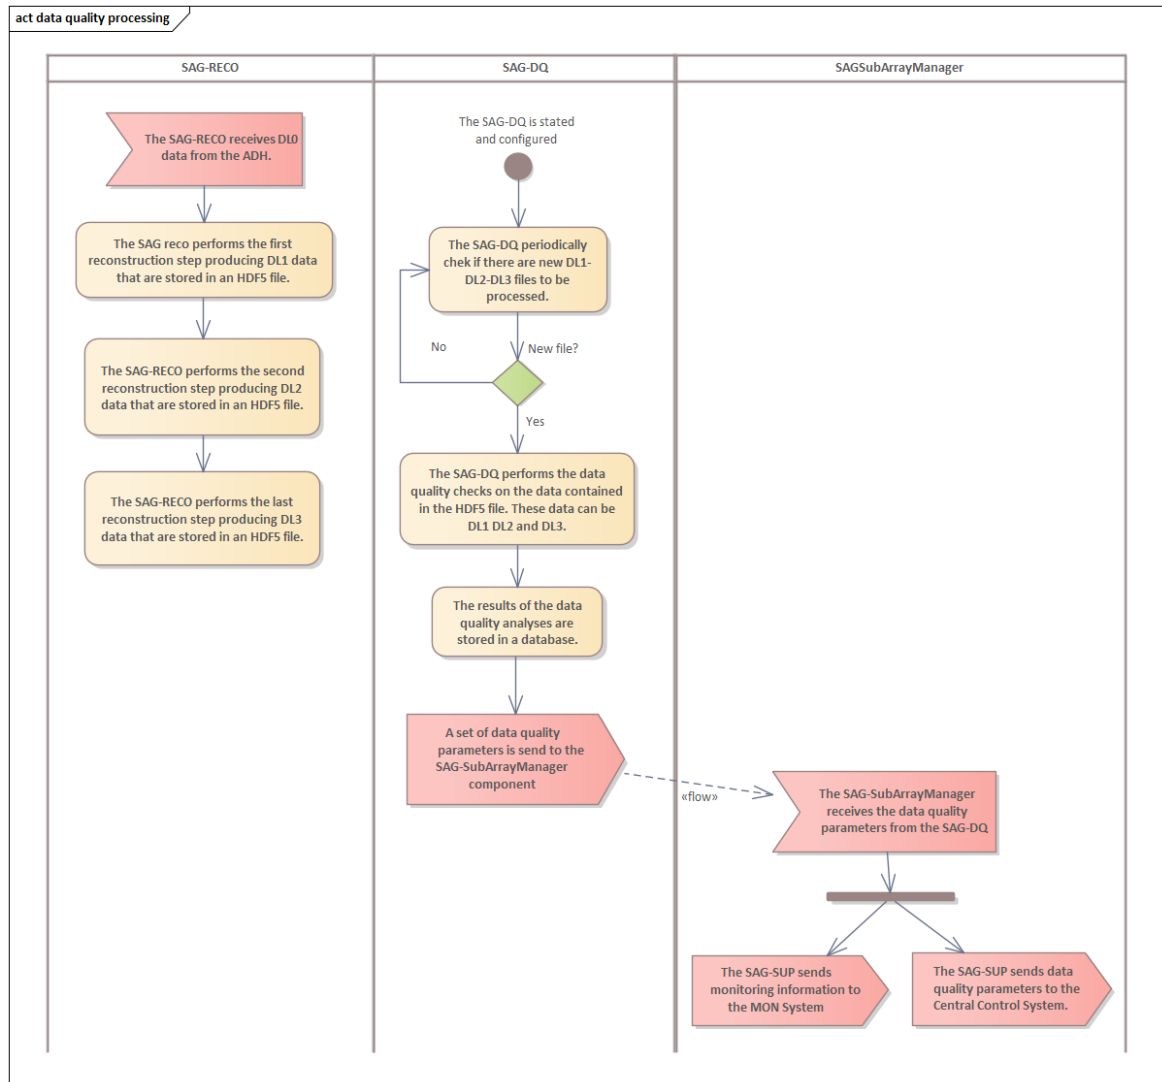 act data quality processing
SAG-RECO
SAG-DQ
SAGSubArrayManager
The SAG-RECO receives DL0
data from the ADH.
The SAG reco performs the first
reconstruction step producing DL1 data
that are stored in an HDF5 file.
The SAG-RECO performs the second
reconstruction step producing DL2
data that are stored in an HDF5 file.
The SAG-RECO performs the last
reconstruction step producing DL3
data that are stored in an HDF5 file.
The SAG-DQ is stated
and configured
The SAG-DQ periodically
chek if there are new DL1-
DL2-DL3 files to be
processed.
No
New file?
Yes
The SAG-DQ performs the data
quality checks on the data contained
in the HDF5 file. These data can be
DL1 DL2 and DL3.
The results of the data
quality analyses are
stored in a database.
A set of data quality
parameters is send to the
SAG-SubArrayManager
component
«flow»
The SAG-SubArrayManager
receives the data quality
parameters from the SAG-DQ
The SAG-SUP sends
monitoring information to
the MON System
The SAG-SUP sends data
quality parameters to the
Central Control System.